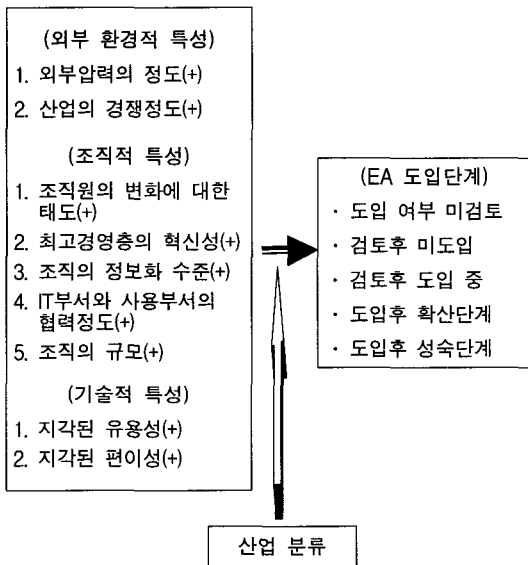 (외부 환경적 특성)
1. 외부압력의 정도(+)
2. 산업의 경쟁정도(+)
(조직적 특성)
1. 조직원의 변화에 대한
태도(+)
2. 최고경영층의 혁신성(+)
3. 조직의 정보화 수준(+)
4. IT부서와 사용부서의
협력정도(+)
5. 조직의 규모(+)
(기술적 특성)
1. 지각된 유용성(+)
2. 지각된 편이성(+)
(EA 도입단계)
· 도입 여부 미검토
· 검토후 미도입
· 검토후 도입 중
· 도입후 확산단계
· 도입후 성숙단계
산업 분류